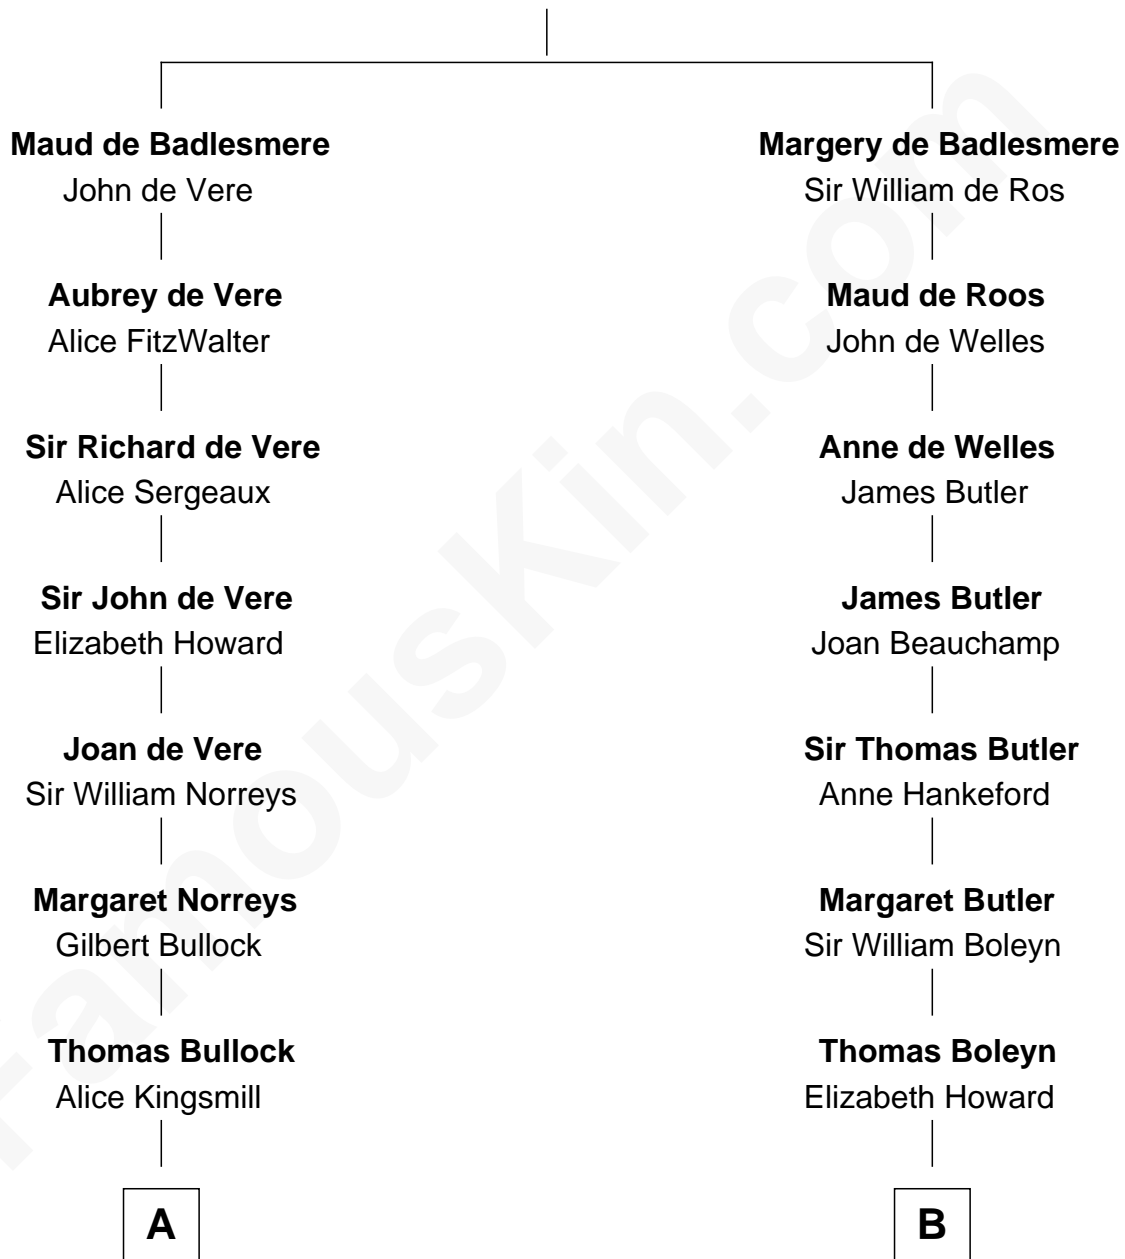 Maud de Badlesmere
John de Vere
Aubrey de Vere
Alice FitzWalter
Sir Richard de Vere
Alice Sergeaux
Sir John de Vere
Elizabeth Howard
Joan de Vere
Sir William Norreys
Margaret Norreys
Gilbert Bullock
Thomas Bullock
Alice Kingsmill
A
Margery de Badlesmere
Sir William de Ros
Maud de Roos
John de Welles
Anne de Welles
James Butler
James Butler
Joan Beauchamp
Sir Thomas Butler
Anne Hankeford
Margaret Butler
Sir William Boleyn
Thomas Boleyn
Elizabeth Howard
B
FamousKin.com